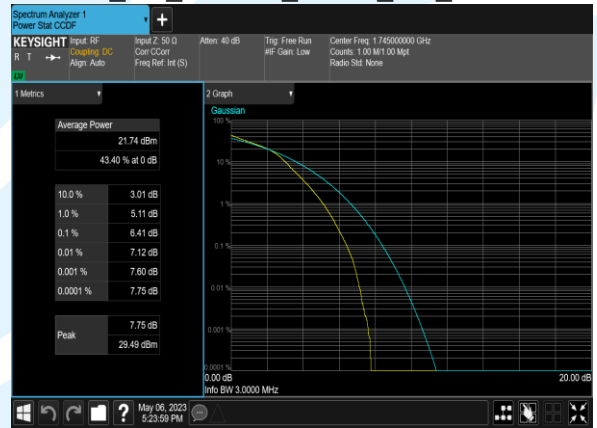 Spectrum Analyzer 1
Power Stat CCDF
+
KEYSIGHT
R T
LU
Input: RF
Coupling: DC
Align: Auto
Input Z: 50 Ω
Corr CCorr
Freq Ref: Int (S)
Atten: 40 dB
Trig: Free Run
#IF Gain: Low
Center Freq: 1.745000000 GHz
Counts: 1.00 M/1.00 Mpt
Radio Std: None
1 Metrics
Average Power
21.74 dBm
43.40 % at 0 dB
10.0 % 3.01 dB
1.0 % 5.11 dB
0.1 % 6.41 dB
0.01 % 7.12 dB
0.001 % 7.60 dB
0.0001 % 7.75 dB
Peak
7.75 dB
29.49 dBm
2 Graph
Gaussian
100 %
10 %
1 %
0.1 %
0.01 %
0.001 %
0.0001 %
0.00 dB 20.00 dB
Info BW 3.0000 MHz
?
May 06, 2023
5:23:59 PM